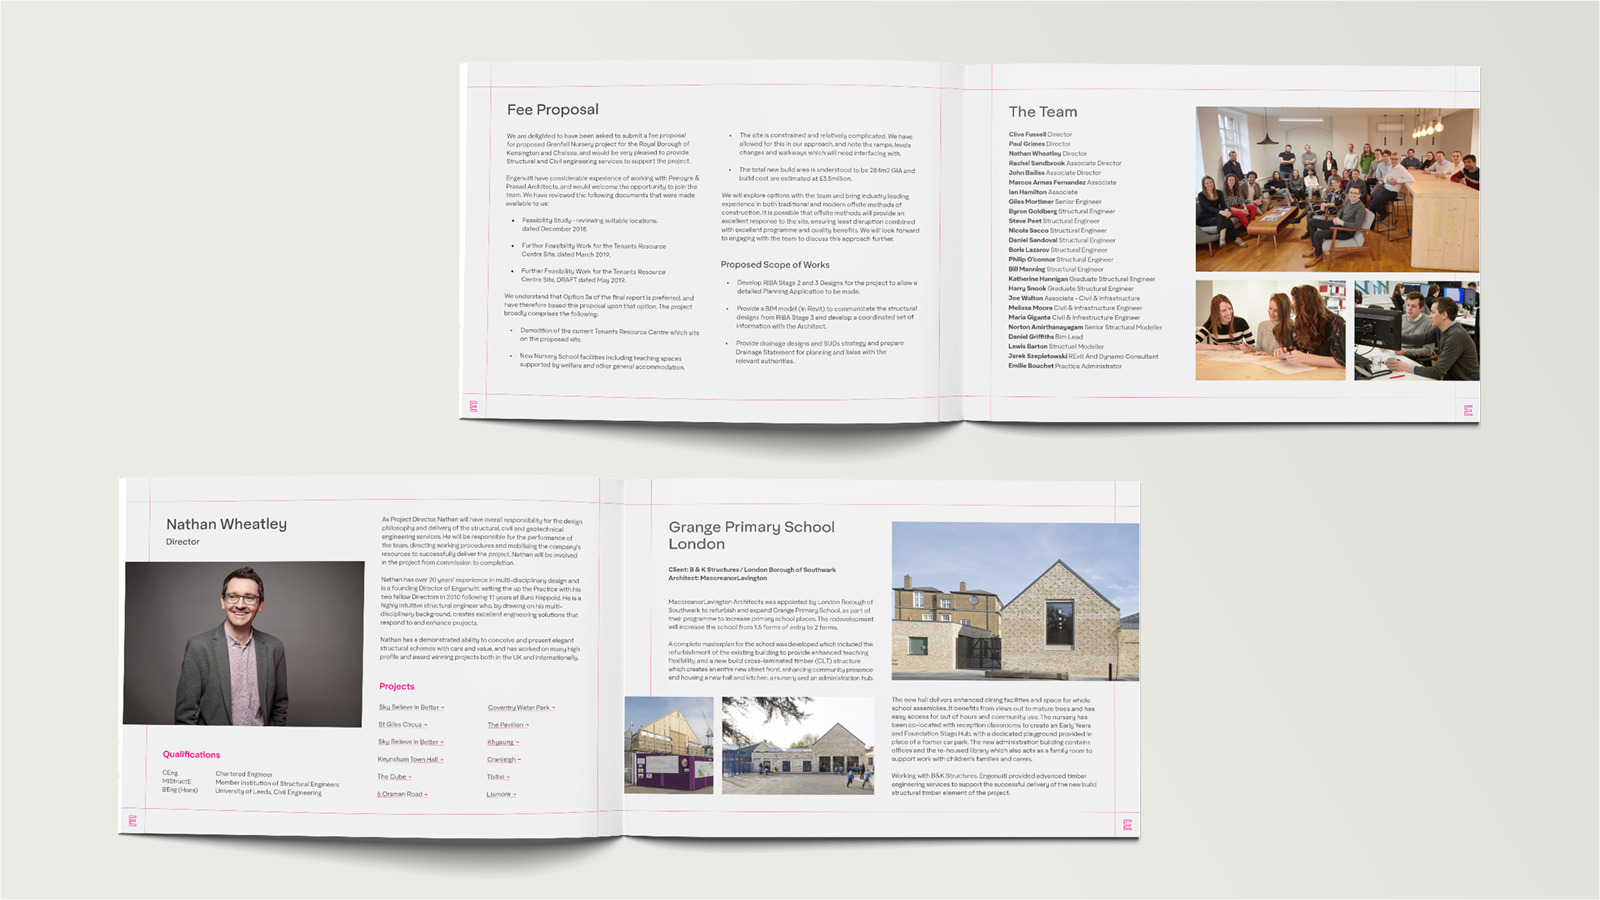 Fee Proposal
We are delighted to have been asked to submit a fee proposal
for proposed Grenfell Nursery project for the Royal Borough of
Kensington and Chelsea, and would be very pleased to provide
Structural and Civil engineering services to support the project.
Engenuiti have considerable experience of working with Penoyre &
Prasad Architects, and would welcome the opportunity to join the
team. We have reviewed the following documents that were made
available to us:
• Feasibility Study - reviewing suitable locations.
dated December 2018.
• Further Feasibility Work for the Tenants Resource
Centre Site, dated March 2019.
• Further Feasibility Work for the Tenants Resource
Centre Site, DRAFT dated May 2019.
We understand that Option 3a of the final report is preferred, and
have therefore based this proposal upon that option. The project
broadly comprises the following:
• Demolition of the current Tenants Resource Centre which sits
on the proposed site.
• New Nursery School facilities including teaching spaces
supported by welfare and other general accommodation.
• The site is constrained and relatively complicated. We have
allowed for this in our approach, and note the ramps, levels
changes and walkways which will need interfacing with.
• The total new build area is understood to be 284m2 GIA and
build cost are estimated at £3.5million.
We will explore options with the team and bring industry leading
experience in both traditional and modern offsite methods of
construction. It is possible that offsite methods will provide an
excellent response to the site, ensuring least disruption combined
with excellent programme and quality benefits. We will look forward
to engaging with the team to discuss this approach further.
Proposed Scope of Works
• Develop RIBA Stage 2 and 3 Designs for the project to allow a
detailed Planning Application to be made.
• Provide a BIM model (in Revit) to communicate the structural
designs from RIBA Stage 3 and develop a coordinated set of
information with the Architect.
• Provide drainage designs and SUDs strategy and prepare
Drainage Statement for planning and liaise with the
relevant authorities.
The Team
Clive Fussell Director
Paul Grimes Director
Nathan Wheatley Director
Rachel Sandbrook Associate Director
John Bailiss Associate Director
Marcos Armas Fernandez Associate
Ian Hamilton Associate
Giles Mortimer Senior Engineer
Byron Goldberg Structural Engineer
Steve Peet Structural Engineer
Nicola Sacco Structural Engineer
Daniel Sandoval Structural Engineer
Boris Lazarov Structural Engineer
Philip O'connor Structural Engineer
Bill Manning Structural Engineer
Katherine Hannigan Graduate Structural Engineer
Harry Snook Graduate Structural Engineer
Joe Walton Associate - Civil & Infrastructure
Melissa Moore Civil & Infrastructure Engineer
Maria Gigante Civil & Infrastructure Engineer
Norton Amirthanayagam Senior Structural Modeller
Daniel Griffiths Bim Lead
Lewis Barton Structual Modeller
Jarek Szepletowski REvit And Dynamo Consultant
Emilie Bouchet Practice Administrator
Nathan Wheatley
Director
Qualifications
CEng Chartered Engineer
MIStructE Member Institution of Structural Engineers
BEng (Hons) University of Leeds, Civil Engineering
As Project Director, Nathan will have overall responsibility for the design
philosophy and delivery of the structural, civil and geotechnical
engineering services. He will be responsible for the performance of
the team, directing working procedures and mobilising the company's
resources to successfully deliver the project. Nathan will be involved
in the project from commission to completion.
Nathan has over 20 years' experience in multi-disciplinary design and
is a founding Director of Engenuiti: setting the up the Practice with his
two fellow Directors in 2010 following 11 years at Buro Happold. He is a
highly intuitive structural engineer who, by drawing on his multi-
disciplinary background, creates excellent engineering solutions that
respond to and enhance projects.
Nathan has a demonstrated ability to conceive and present elegant
structural schemes with care and value, and has worked on many high
profile and award winning projects both in the UK and internationally.
Projects
Sky Believe in Better →
St Giles Circus →
Sky Believe In Better →
Keynsham Town Hall →
The Cube →
6 Orsman Road →
Coventry Water Park →
The Pavilion →
Khyaung →
Cranleigh →
Tbilisi →
Lismore →
Grange Primary School
London
Client: B & K Structures / London Borough of Southwark
Architect: MaccreanorLavington
MaccreanorLavington Architects was appointed by London Borough of
Southwark to refurbish and expand Grange Primary School, as part of
their programme to increase primary school places. The redevelopment
will increase the school from 1.5 forms of entry to 2 forms.
A complete masterplan for the school was developed which included the
refurbishment of the existing building to provide enhanced teaching
flexibility and a new build cross-laminated timber (CLT) structure
which creates an entire new street front, enhancing community presence
and housing a new hall and kitchen, a nursery and an administration hub.
The new hall delivers enhanced dining facilities and space for whole
school assemblies. It benefits from views out to mature trees and has
easy access for out of hours and community use. The nursery has
been co-located with reception classrooms to create an Early Years
and Foundation Stage Hub, with a dedicated playground provided in
place of a former car park. The new administration building contains
offices and the re-housed library which also acts as a family room to
support work with children's families and carers.
Working with B&K Structures, Engenuiti provided advanced timber
engineering services to support the successful delivery of the new build
structural timber element of the project.